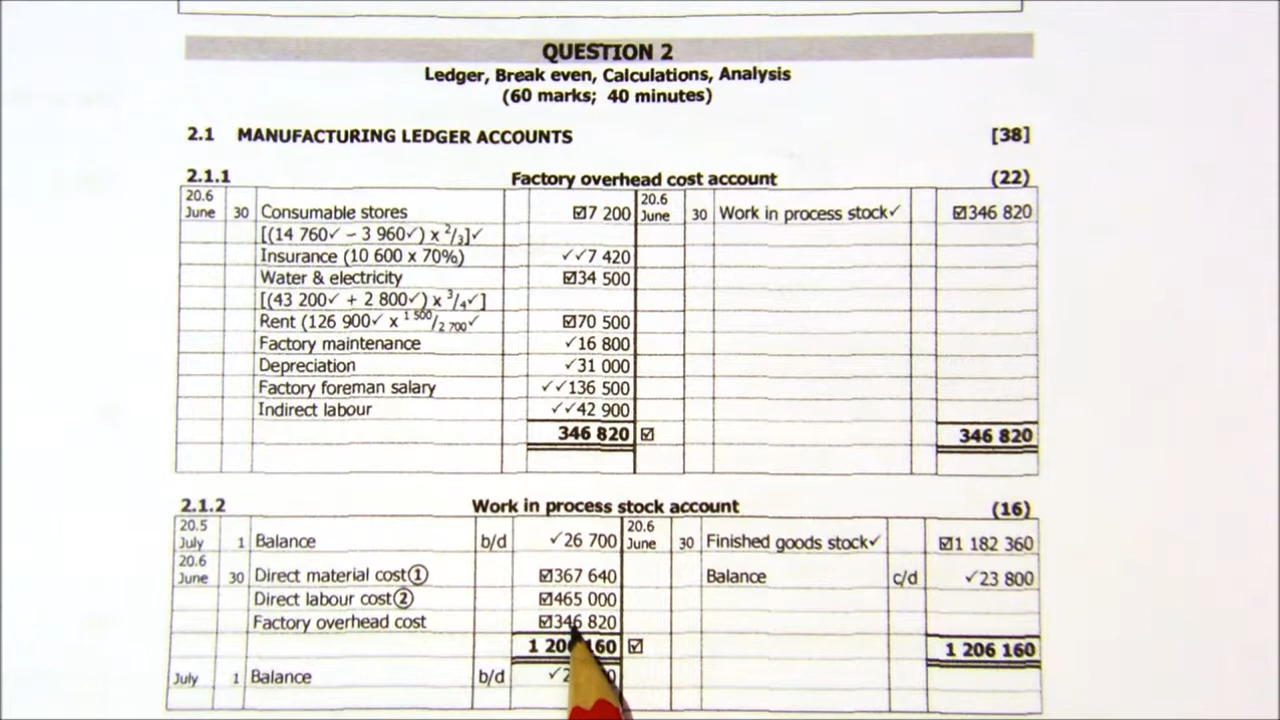 QUESTION 2
Ledger, Break even, Calculations, Analysis
(60 marks; 40 minutes)
2.1 MANUFACTURING LEDGER ACCOUNTS [38]
2.1.1 Factory overhead cost account (22)
20.6 20.6
June 30 Consumable stores ☑7 200 June 30 Work in process stock✓ ☑346 820
[(14 760✓ – 3 960✓) x 2/3]✓
Insurance (10 600 x 70%) ✓✓7 420
Water & electricity ☑34 500
[(43 200✓ + 2 800✓) x 3/4✓]
Rent (126 900✓ x 1 500/2 700✓ ☑70 500
Factory maintenance ✓16 800
Depreciation ✓31 000
Factory foreman salary ✓✓136 500
Indirect labour ✓✓42 900
346 820 ☑ 346 820
2.1.2 Work in process stock account (16)
20.5 20.6
July 1 Balance b/d ✓26 700 June 30 Finished goods stock✓ ☑1 182 360
20.6
June 30 Direct material cost① ☑367 640 Balance c/d ✓23 800
Direct labour cost② ☑465 000
Factory overhead cost ☑346 820
1 206 160 ☑ 1 206 160
July 1 Balance b/d